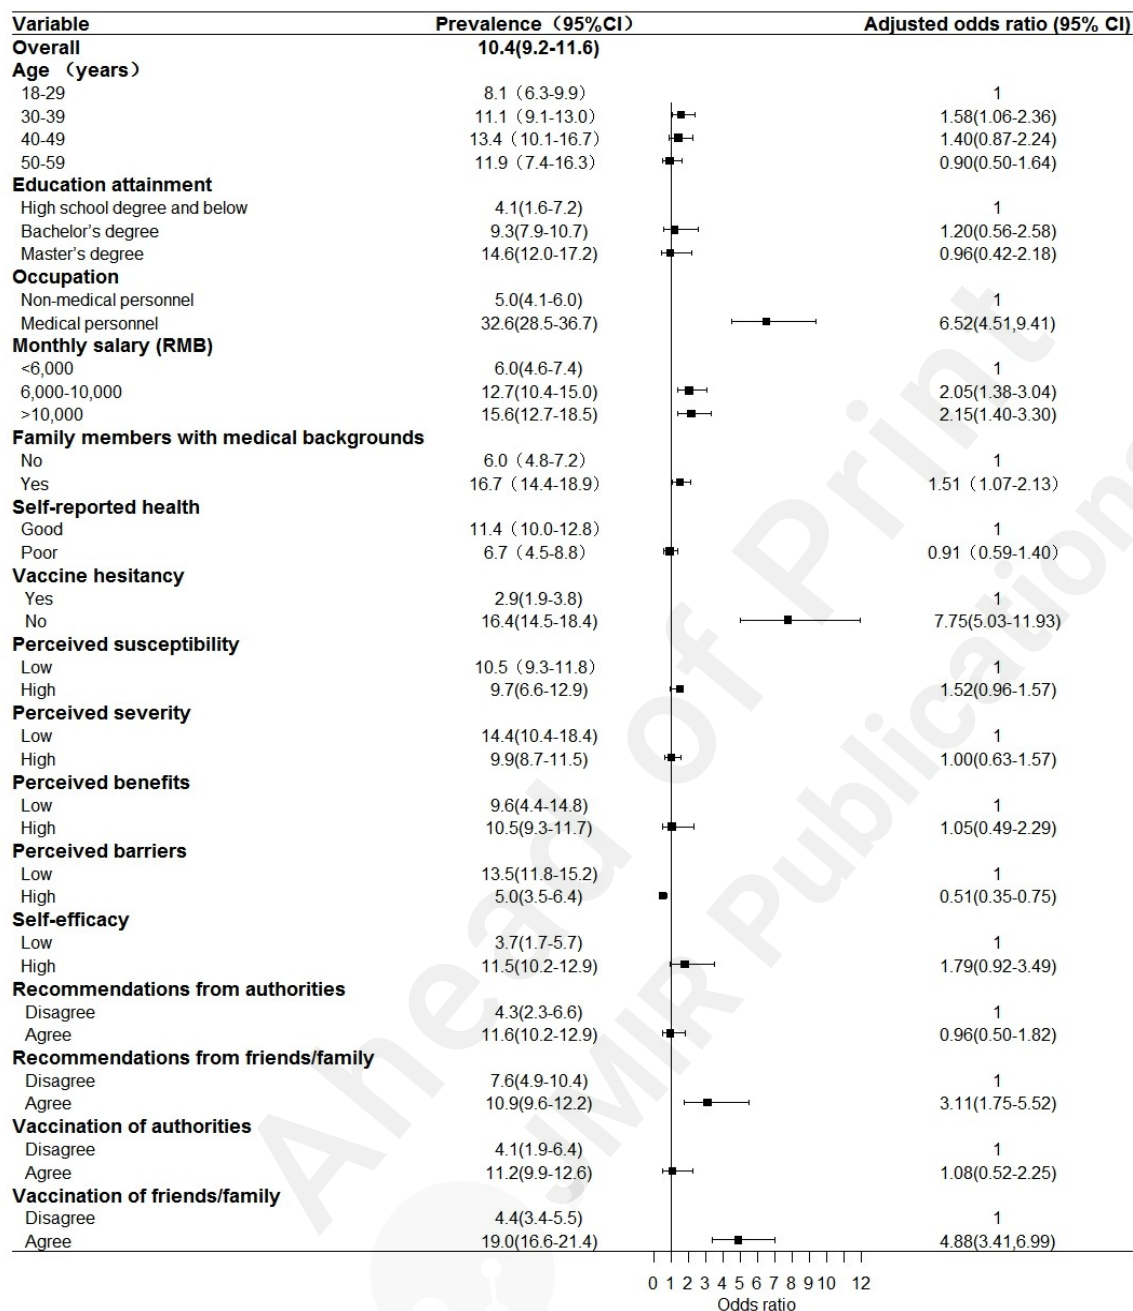 Variable Prevalence（95%CI） Adjusted odds ratio (95% CI)
Overall 10.4(9.2-11.6)
Age （years）
18-29 8.1（6.3-9.9） 1
30-39 11.1（9.1-13.0） 1.58(1.06-2.36)
40-49 13.4（10.1-16.7） 1.40(0.87-2.24)
50-59 11.9（7.4-16.3） 0.90(0.50-1.64)
Education attainment
High school degree and below 4.1(1.6-7.2) 1
Bachelor's degree 9.3(7.9-10.7) 1.20(0.56-2.58)
Master's degree 14.6(12.0-17.2) 0.96(0.42-2.18)
Occupation
Non-medical personnel 5.0(4.1-6.0) 1
Medical personnel 32.6(28.5-36.7) 6.52(4.51,9.41)
Monthly salary (RMB)
<6,000 6.0(4.6-7.4) 1
6,000-10,000 12.7(10.4-15.0) 2.05(1.38-3.04)
>10,000 15.6(12.7-18.5) 2.15(1.40-3.30)
Family members with medical backgrounds
No 6.0（4.8-7.2） 1
Yes 16.7（14.4-18.9） 1.51（1.07-2.13）
Self-reported health
Good 11.4（10.0-12.8） 1
Poor 6.7（4.5-8.8） 0.91（0.59-1.40）
Vaccine hesitancy
Yes 2.9(1.9-3.8) 1
No 16.4(14.5-18.4) 7.75(5.03-11.93)
Perceived susceptibility
Low 10.5（9.3-11.8） 1
High 9.7(6.6-12.9) 1.52(0.96-1.57)
Perceived severity
Low 14.4(10.4-18.4) 1
High 9.9(8.7-11.5) 1.00(0.63-1.57)
Perceived benefits
Low 9.6(4.4-14.8) 1
High 10.5(9.3-11.7) 1.05(0.49-2.29)
Perceived barriers
Low 13.5(11.8-15.2) 1
High 5.0(3.5-6.4) 0.51(0.35-0.75)
Self-efficacy
Low 3.7(1.7-5.7) 1
High 11.5(10.2-12.9) 1.79(0.92-3.49)
Recommendations from authorities
Disagree 4.3(2.3-6.6) 1
Agree 11.6(10.2-12.9) 0.96(0.50-1.82)
Recommendations from friends/family
Disagree 7.6(4.9-10.4) 1
Agree 10.9(9.6-12.2) 3.11(1.75-5.52)
Vaccination of authorities
Disagree 4.1(1.9-6.4) 1
Agree 11.2(9.9-12.6) 1.08(0.52-2.25)
Vaccination of friends/family
Disagree 4.4(3.4-5.5) 1
Agree 19.0(16.6-21.4) 4.88(3.41,6.99)
0 1 2 3 4 5 6 7 8 9 10 12
Odds ratio
Ahead of Print
JMIR Publications